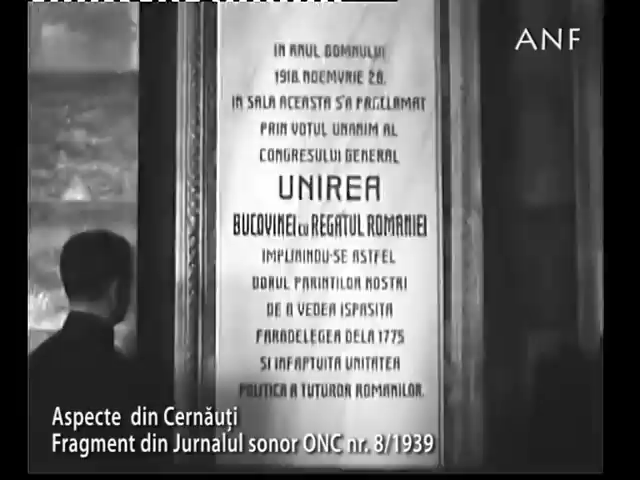 ANF
IN ANUL DOMNULUI
1918 NOEMVRIE 28.
IN SALA ACEASTA S'A PROCLAMAT
PRIN VOTUL UNANIM AL
CONGRESULUI GENERAL
UNIREA
BUCOVINEI cu REGATUL ROMANIEI
IMPLININDU-SE ASTFEL
DORUL PARINTILOR NOSTRI
DE A VEDEA ISPASITA
FARADELEGEA DELA 1775
SI INFAPTUITA UNITATEA
POLITICA A TUTUROR ROMANILOR.
Aspecte din Cernăuți
Fragment din Jurnalul sonor ONC nr. 8/1939